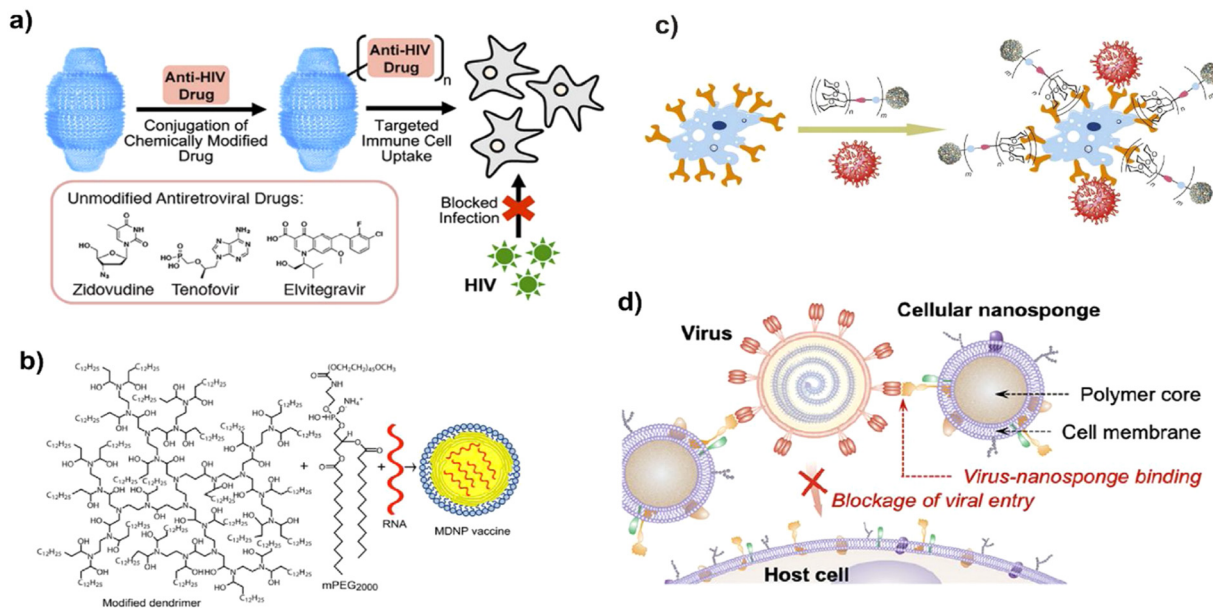 a)
Anti-HIV
Drug
Conjugation of
Chemically Modified
Drug
Anti-HIV
Drug
n
Targeted
Immune Cell
Uptake
Unmodified Antiretroviral Drugs:
Zidovudine
Tenofovir
Elvitegravir
Blocked
Infection
HIV
b)
Modified dendrimer
+
mPEG2000
+
RNA
MDNP vaccine
c)
d)
Virus
Cellular nanosponge
Polymer core
Cell membrane
Virus-nanosponge binding
Blockage of viral entry
Host cell